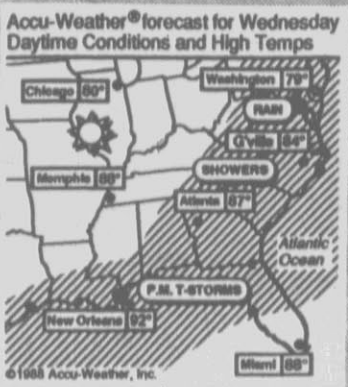 Accu-Weather® forecast for Wednesday
Daytime Conditions and High Temps
Chicago 80°
Washington 79°
RAIN
G'ville 84°
Memphis 88°
SHOWERS
Atlanta 87°
Atlantic
Ocean
P.M. T-STORMS
New Orleans 92°
Miami 88°
©1988 Accu-Weather, Inc.